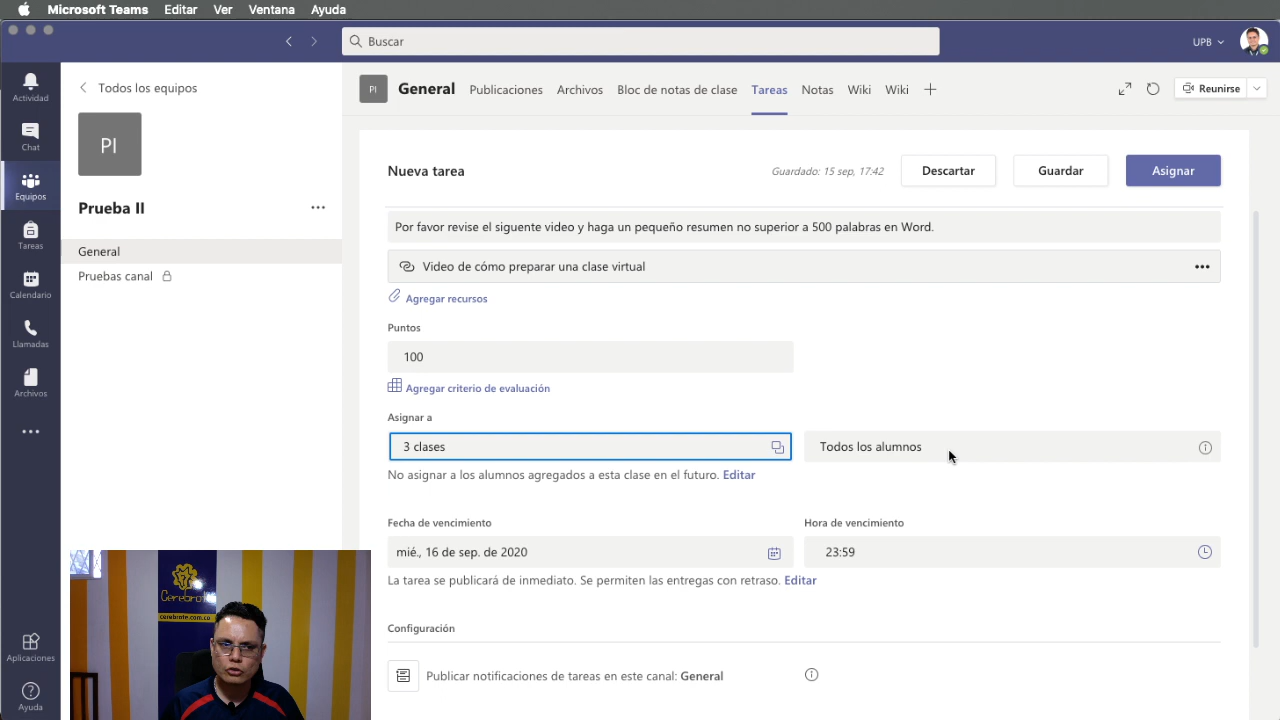 Microsoft Teams Editar Ver Ventana Ayuda
Buscar
UPB
Actividad
Chat
Equipos
Tareas
Calendario
Llamadas
Archivos
Aplicaciones
Ayuda
Todos los equipos
PI
Prueba II
General
Pruebas canal
PI General Publicaciones Archivos Bloc de notas de clase Tareas Notas Wiki Wiki
Reunirse
Nueva tarea
Guardado: 15 sep, 17:42
Descartar
Guardar
Asignar
Por favor revise el siguente video y haga un pequeño resumen no superior a 500 palabras en Word.
Video de cómo preparar una clase virtual
Agregar recursos
Puntos
100
Agregar criterio de evaluación
Asignar a
3 clases
Todos los alumnos
No asignar a los alumnos agregados a esta clase en el futuro. Editar
Fecha de vencimiento
Hora de vencimiento
mié., 16 de sep. de 2020
23:59
La tarea se publicará de inmediato. Se permiten las entregas con retraso. Editar
Configuración
Publicar notificaciones de tareas en este canal: General
Cerebrote
cerebrote.com.co